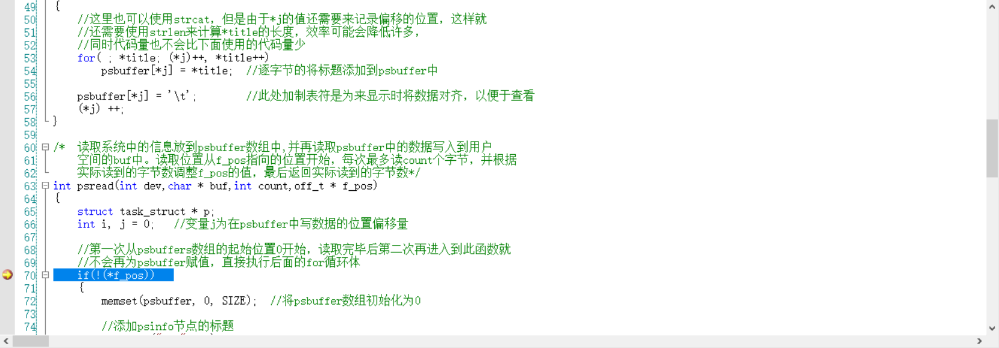 49 {
50 //这里也可以使用strcat，但是由于*j的值还需要来记录偏移的位置，这样就
51 //还需要使用strlen来计算*title的长度，效率可能会降低许多，
52 //同时代码量也不会比下面使用的代码量少
53 for( ; *title; (*j)++, *title++)
54 psbuffer[*j] = *title; //逐字节的将标题添加到psbuffer中
55
56 psbuffer[*j] = '\t'; //此处加制表符是为来显示时将数据对齐，以便于查看
57 (*j) ++;
58 }
59
60 /* 读取系统中的信息放到psbuffer数组中,并再读取psbuffer中的数据写入到用户
61 空间的buf中。读取位置从f_pos指向的位置开始，每次最多读count个字节，并根据
62 实际读到的字节数调整f_pos的值，最后返回实际读到的字节数*/
63 int psread(int dev,char * buf,int count,off_t * f_pos)
64 {
65 struct task_struct * p;
66 int i, j = 0; //变量j为在psbuffer中写数据的位置偏移量
67
68 //第一次从psbuffers数组的起始位置0开始，读取完毕后第二次再进入到此函数就
69 //不会再为psbuffer赋值，直接执行后面的for循环体
70 if(!(*f_pos))
71 {
72 memset(psbuffer, 0, SIZE); //将psbuffer数组初始化为0
73
74 //添加psinfo节点的标题